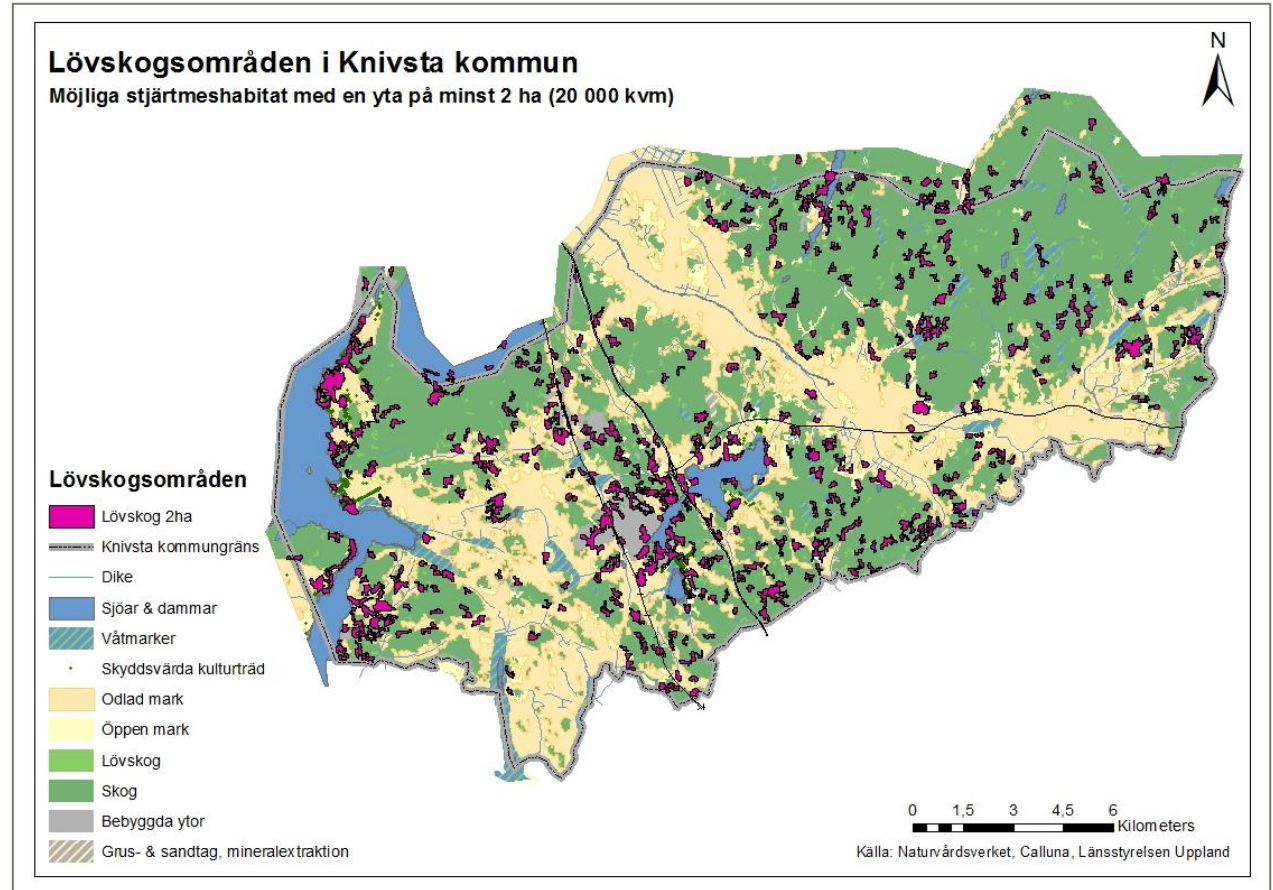 Lövskogsområden i Knivsta kommun
Möjliga stjärtmeshabitat med en yta på minst 2 ha (20 000 kvm)
N
Lövskogsområden
Lövskog 2ha
Knivsta kommungräns
Dike
Sjöar & dammar
Våtmarker
Skyddsvärda kulturträd
Odlad mark
Öppen mark
Lövskog
Skog
Bebyggda ytor
Grus- & sandtag, mineralextraktion
0 1,5 3 4,5 6
Kilometers
Källa: Naturvårdsverket, Calluna, Länsstyrelsen Uppland